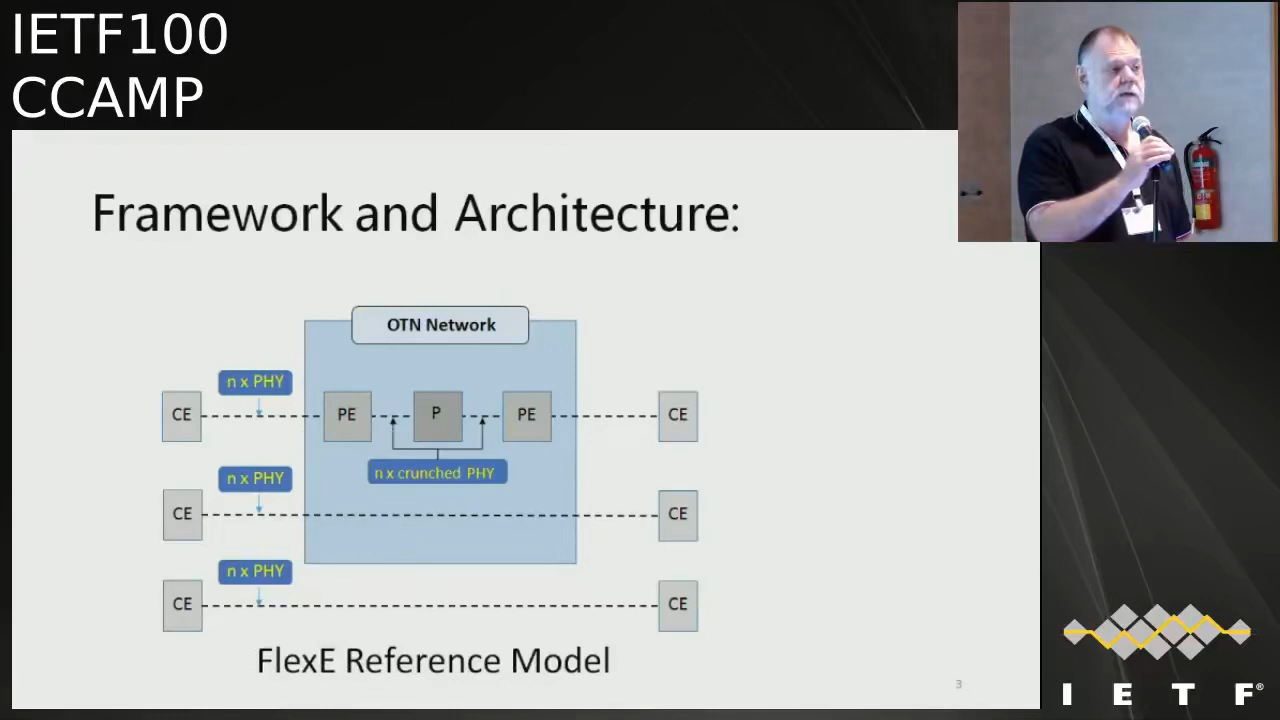 IETF100
CCAMP
Framework and Architecture:
OTN Network
n x PHY
CE
PE
P
PE
CE
n x crunched PHY
n x PHY
CE
CE
n x PHY
CE
CE
FlexE Reference Model
3
I E T F®